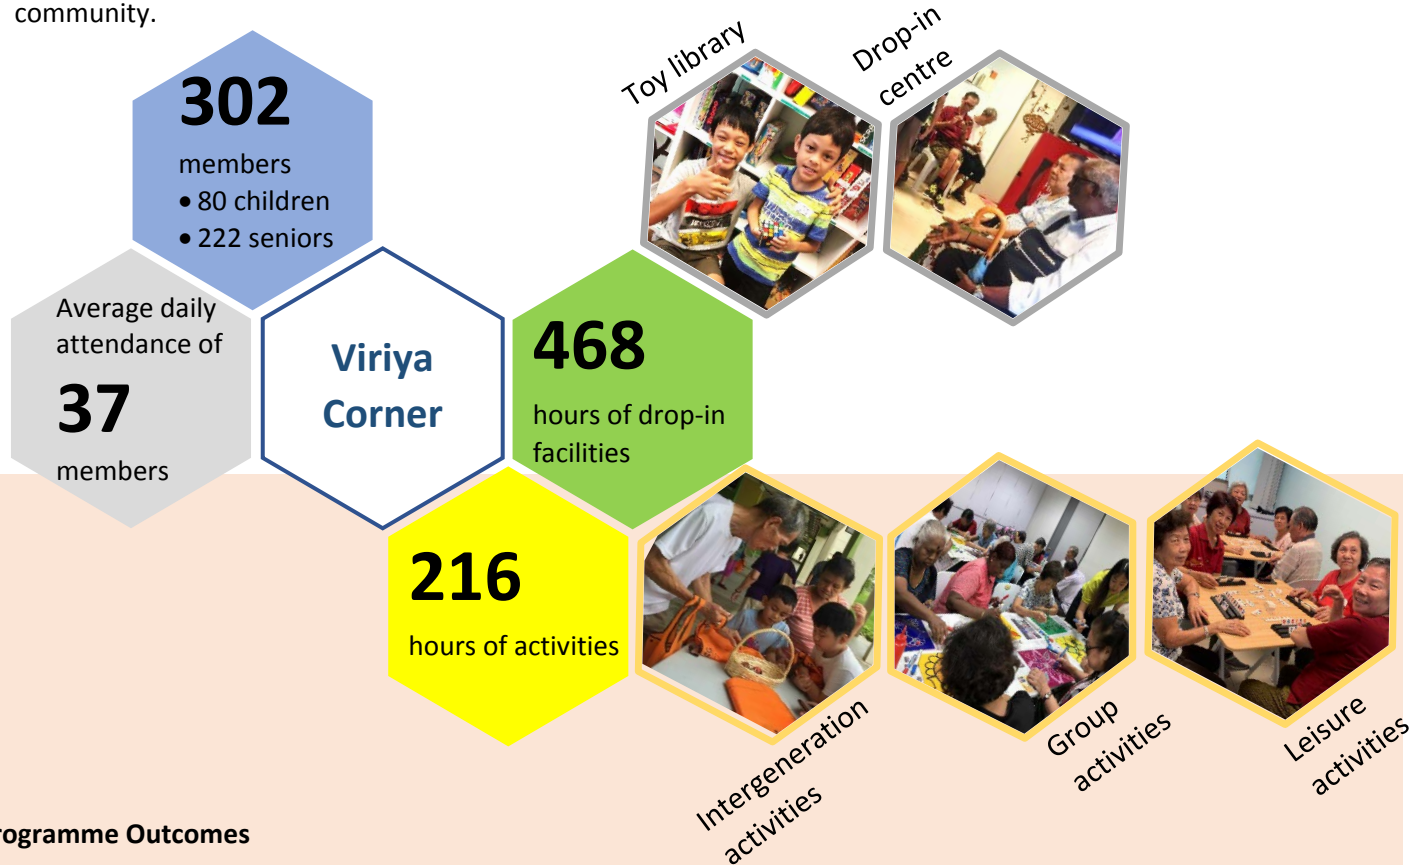 community.
302
members
• 80 children
• 222 seniors
Average daily
attendance of
37
members
Viriya
Corner
468
hours of drop-in
facilities
216
hours of activities
Toy library
Drop-in
centre
Intergeneration
activities
Group
activities
Leisure
activities
rogramme Outcomes